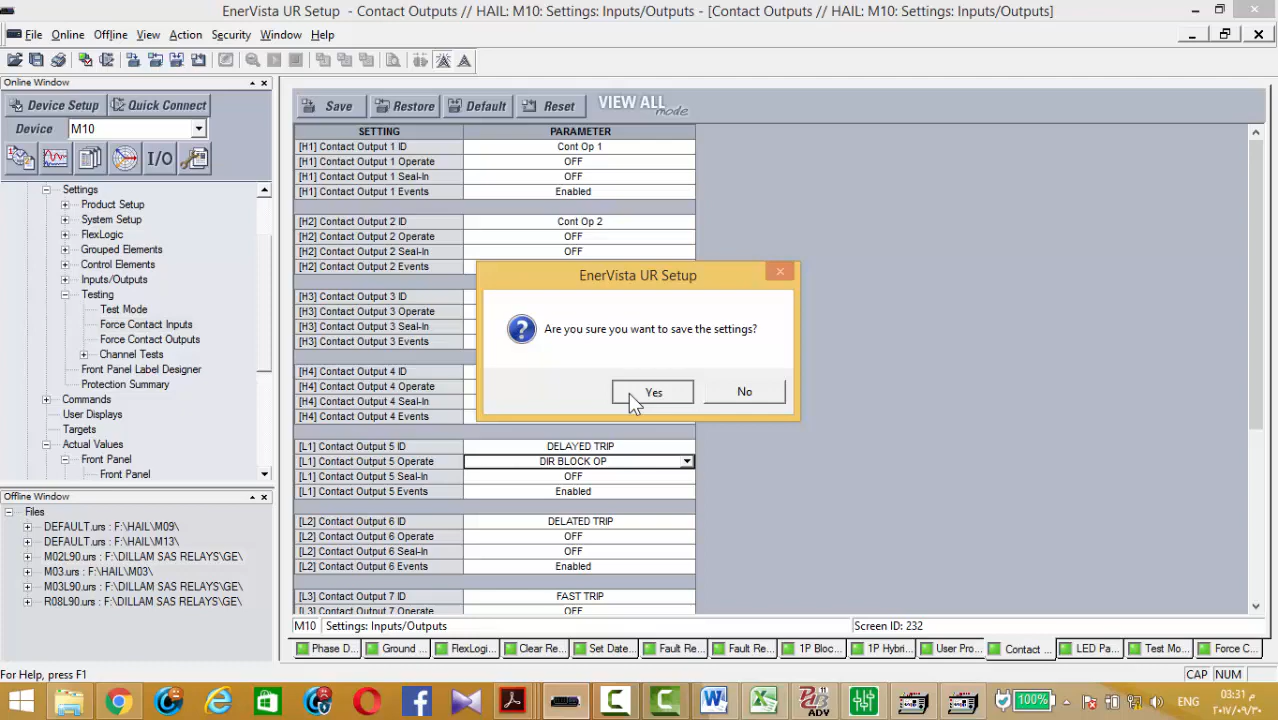 EnerVista UR Setup - Contact Outputs // HAIL: M10: Settings: Inputs/Outputs - [Contact Outputs // HAIL: M10: Settings: Inputs/Outputs]
File Online Offline View Action Security Window Help
Online Window
Device Setup Quick Connect
Device M10
I/O
Settings
Product Setup
System Setup
FlexLogic
Grouped Elements
Control Elements
Inputs/Outputs
Testing
Test Mode
Force Contact Inputs
Force Contact Outputs
Channel Tests
Front Panel Label Designer
Protection Summary
Commands
User Displays
Targets
Actual Values
Front Panel
Front Panel
Offline Window
Files
DEFAULT.urs : F:\HAIL\M09\
DEFAULT.urs : F:\HAIL\M13\
M02L90.urs : F:\DILLAM SAS RELAYS\GE\
M03.urs : F:\HAIL\M03\
M03L90.urs : F:\DILLAM SAS RELAYS\GE\
R08L90.urs : F:\DILLAM SAS RELAYS\GE\
Save Restore Default Reset VIEW ALL mode
SETTING PARAMETER
[H1] Contact Output 1 ID Cont Op 1
[H1] Contact Output 1 Operate OFF
[H1] Contact Output 1 Seal-In OFF
[H1] Contact Output 1 Events Enabled
[H2] Contact Output 2 ID Cont Op 2
[H2] Contact Output 2 Operate OFF
[H2] Contact Output 2 Seal-In OFF
[H2] Contact Output 2 Events
[H3] Contact Output 3 ID
[H3] Contact Output 3 Operate
[H3] Contact Output 3 Seal-In
[H3] Contact Output 3 Events
[H4] Contact Output 4 ID
[H4] Contact Output 4 Operate
[H4] Contact Output 4 Seal-In
[H4] Contact Output 4 Events
[L1] Contact Output 5 ID DELAYED TRIP
[L1] Contact Output 5 Operate DIR BLOCK OP
[L1] Contact Output 5 Seal-In OFF
[L1] Contact Output 5 Events Enabled
[L2] Contact Output 6 ID DELATED TRIP
[L2] Contact Output 6 Operate OFF
[L2] Contact Output 6 Seal-In OFF
[L2] Contact Output 6 Events Enabled
[L3] Contact Output 7 ID FAST TRIP
[L3] Contact Output 7 Operate OFF
EnerVista UR Setup
Are you sure you want to save the settings?
Yes No
M10 Settings: Inputs/Outputs Screen ID: 232
Phase D... Ground ... FlexLogi... Clear Re... Set Date... Fault Re... Fault Re... 1P Bloc... 1P Hybri... User Pro... Contact ... LED Pa... Test Mo... Force C...
For Help, press F1 CAP NUM
ADV 100% ENG
03:31 م
٢٠١٧/٠٩/٣٠